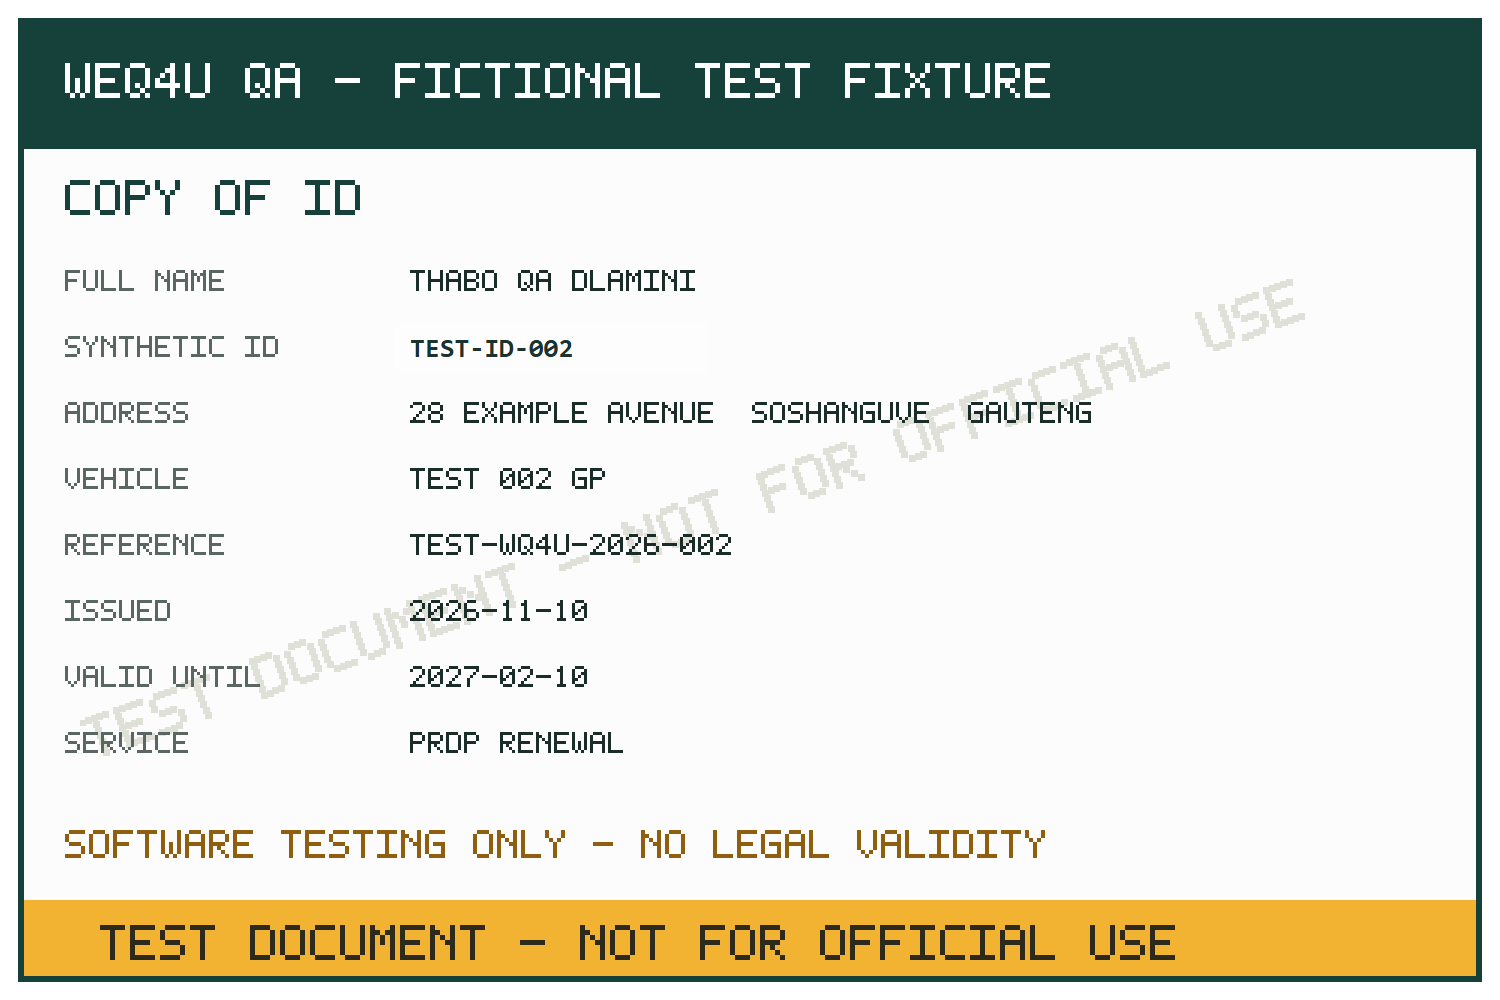 WEQ4U QA - FICTIONAL TEST FIXTURE
COPY OF ID
FULL NAME THABO QA DLAMINI
SYNTHETIC ID TEST-ID-002
ADDRESS 28 EXAMPLE AVENUE SOSHANGUVE GAUTENG
VEHICLE TEST 002 GP
REFERENCE TEST-WQ4U-2026-002
ISSUED 2026-11-10
VALID UNTIL 2027-02-10
SERVICE PRDP RENEWAL
TEST DOCUMENT - NOT FOR OFFICIAL USE
SOFTWARE TESTING ONLY - NO LEGAL VALIDITY
TEST DOCUMENT - NOT FOR OFFICIAL USE